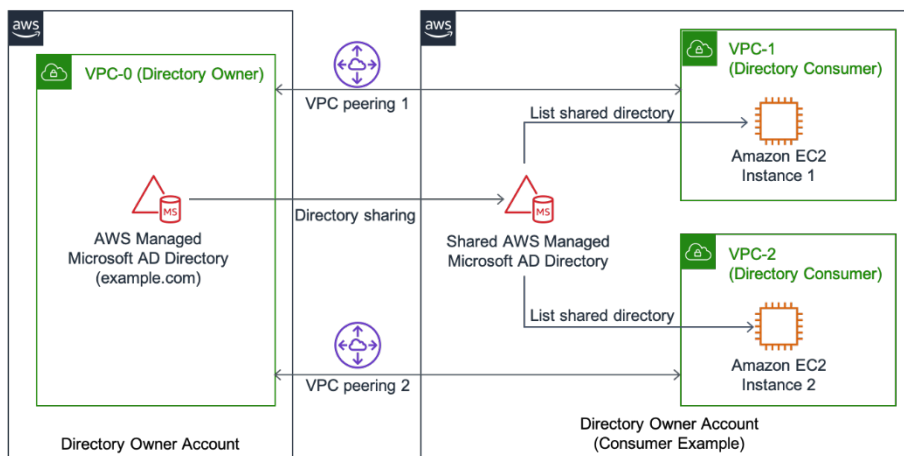 aws
VPC-0 (Directory Owner)
AWS Managed
Microsoft AD Directory
(example.com)
MS
Directory Owner Account
VPC peering 1
Directory sharing
VPC peering 2
aws
MS
Shared AWS Managed
Microsoft AD Directory
List shared directory
List shared directory
VPC-1
(Directory Consumer)
Amazon EC2
Instance 1
VPC-2
(Directory Consumer)
Amazon EC2
Instance 2
Directory Owner Account
(Consumer Example)